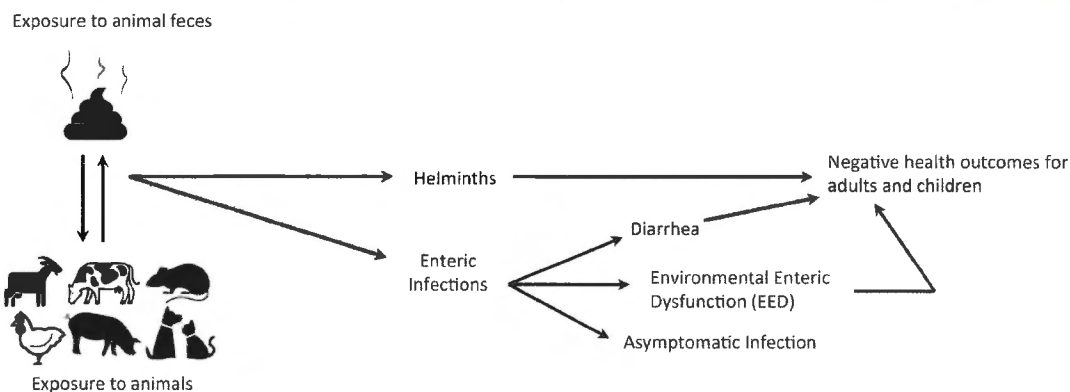 Exposure to animal feces
Helminths
Negative health outcomes for
adults and children
Diarrhea
Enteric
Infections
Environmental Enteric
Dysfunction (EED)
Asymptomatic Infection
Exposure to animals